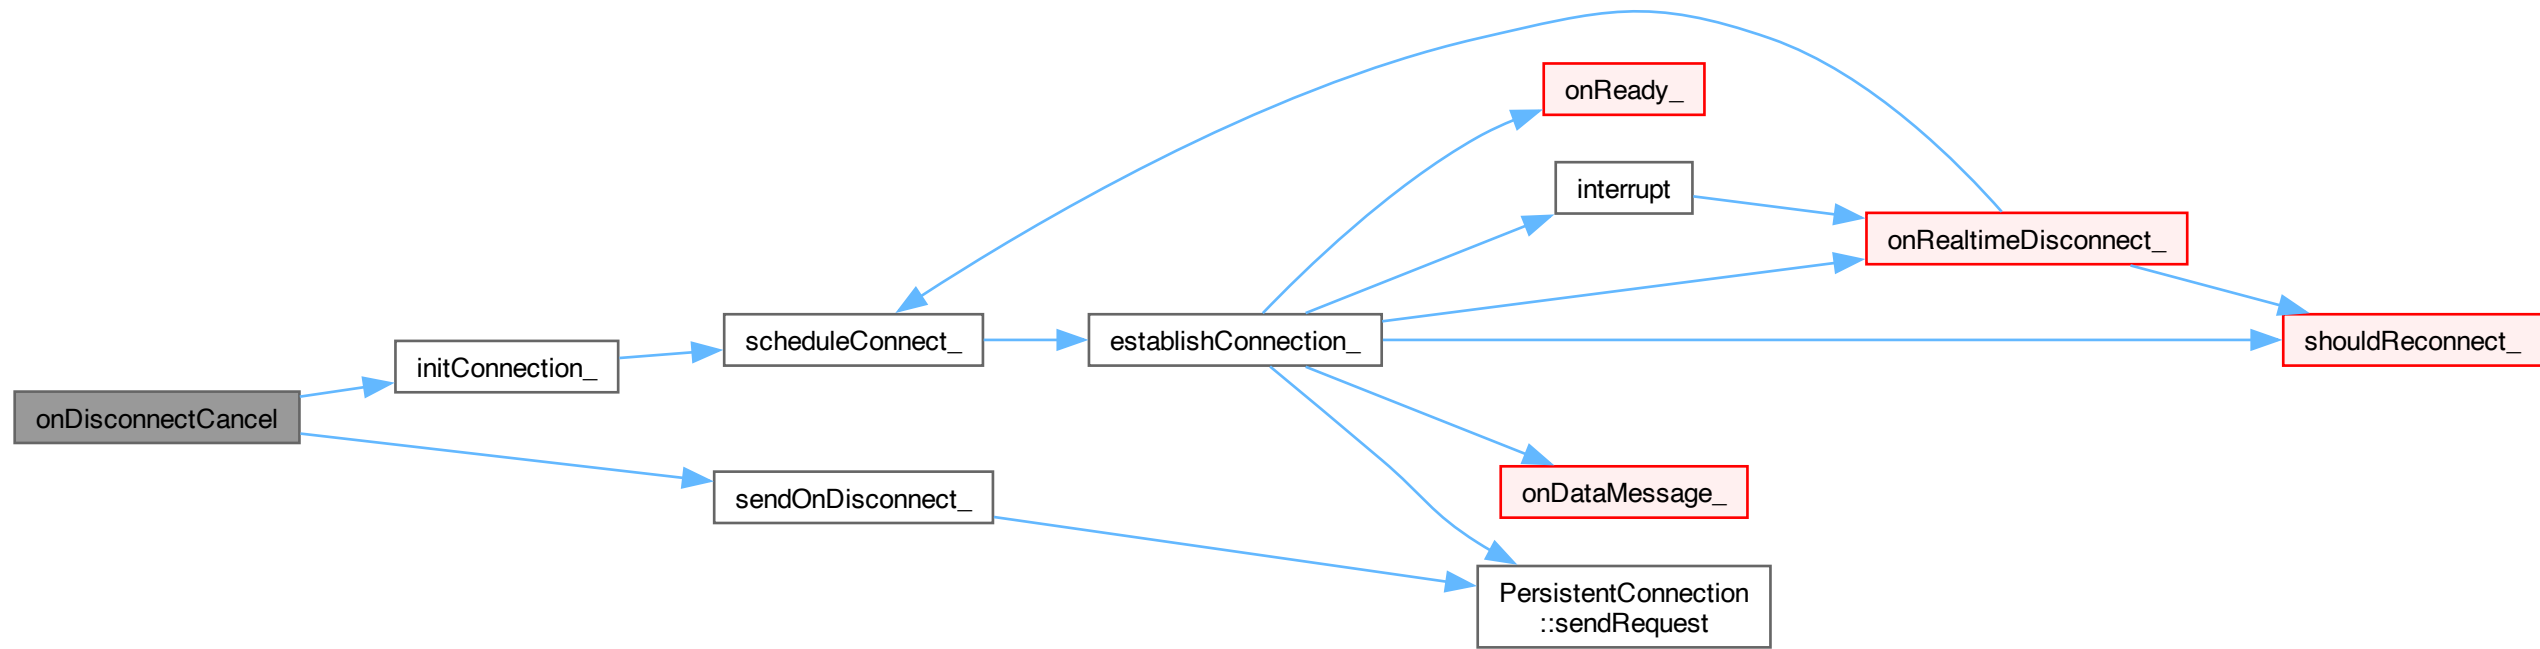 onReady_
interrupt
onRealtimeDisconnect_
scheduleConnect_
establishConnection_
shouldReconnect_
initConnection_
onDisconnectCancel
sendOnDisconnect_
onDataMessage_
PersistentConnection
::sendRequest